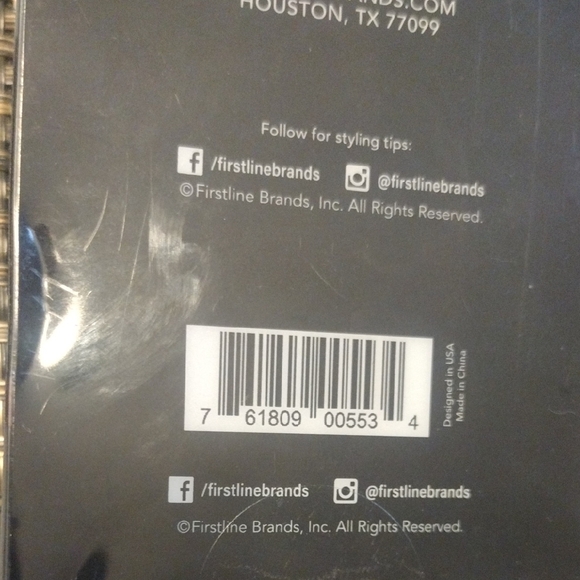 HOUSTON, TX 77099
Follow for styling tips:
/firstlinebrands @firstlinebrands
©Firstline Brands, Inc. All Rights Reserved.
7 61809 00553 4
Designed in USA
Made in China
/firstlinebrands @firstlinebrands
©Firstline Brands, Inc. All Rights Reserved.